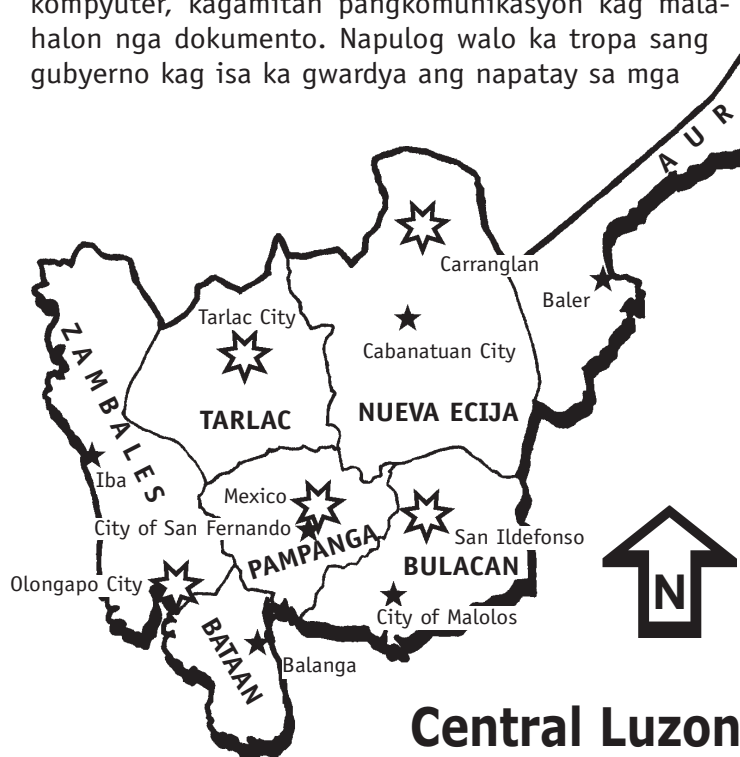 kompyuter, kagamitan pangkomunikasyon kag mala-
halon nga dokumento. Napulog walo ka tropa sang
gubyerno kag isa ka gwardya ang napatay sa mga
AUR
Carranglan
Baler
Tarlac City
Cabanatuan City
ZAMBALES
TARLAC
NUEVA ECIJA
Iba
Mexico
City of San Fernando
PAMPANGA
San Ildefonso
BULACAN
Olongapo City
City of Malolos
N
BATAAN
Balanga
Central Luzon